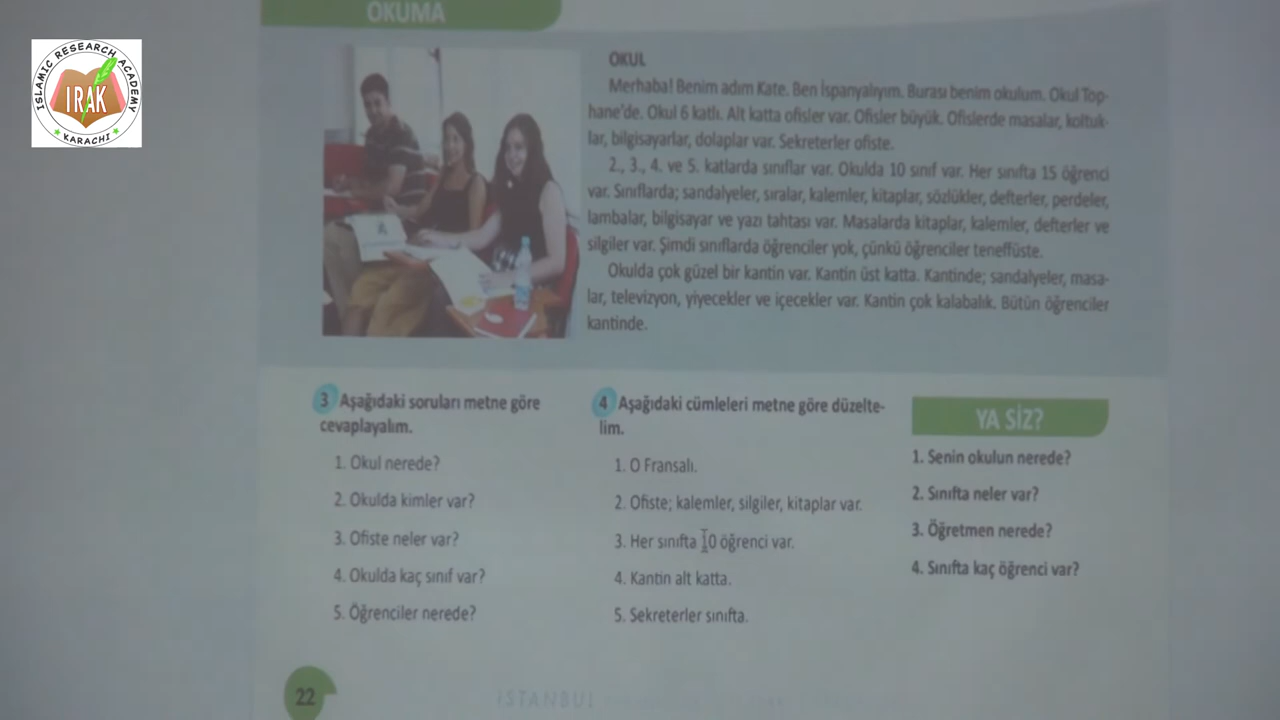 ISLAMIC RESEARCH ACADEMY
IRAK
KARACHI
OKUMA
OKUL
Merhaba! Benim adım Kate. Ben İspanyalıyım. Burası benim okulum. Okul Top-
hane'de. Okul 6 katlı. Alt katta ofisler var. Ofisler büyük. Ofislerde masalar, koltuk-
lar, bilgisayarlar, dolaplar var. Sekreterler ofiste.
2., 3., 4. ve 5. katlarda sınıflar var. Okulda 10 sınıf var. Her sınıfta 15 öğrenci
var. Sınıflarda; sandalyeler, sıralar, kalemler, kitaplar, sözlükler, defterler, perdeler,
lambalar, bilgisayar ve yazı tahtası var. Masalarda kitaplar, kalemler, defterler ve
silgiler var. Şimdi sınıflarda öğrenciler yok, çünkü öğrenciler teneffüste.
Okulda çok güzel bir kantin var. Kantin üst katta. Kantinde; sandalyeler, masa-
lar, televizyon, yiyecekler ve içecekler var. Kantin çok kalabalık. Bütün öğrenciler
kantinde.
3 Aşağıdaki soruları metne göre
cevaplayalım.
1. Okul nerede?
2. Okulda kimler var?
3. Ofiste neler var?
4. Okulda kaç sınıf var?
5. Öğrenciler nerede?
4 Aşağıdaki cümleleri metne göre düzelte-
lim.
1. O Fransalı.
2. Ofiste; kalemler, silgiler, kitaplar var.
3. Her sınıfta 10 öğrenci var.
4. Kantin alt katta.
5. Sekreterler sınıfta.
YA SİZ?
1. Senin okulun nerede?
2. Sınıfta neler var?
3. Öğretmen nerede?
4. Sınıfta kaç öğrenci var?
22
İSTANBUL